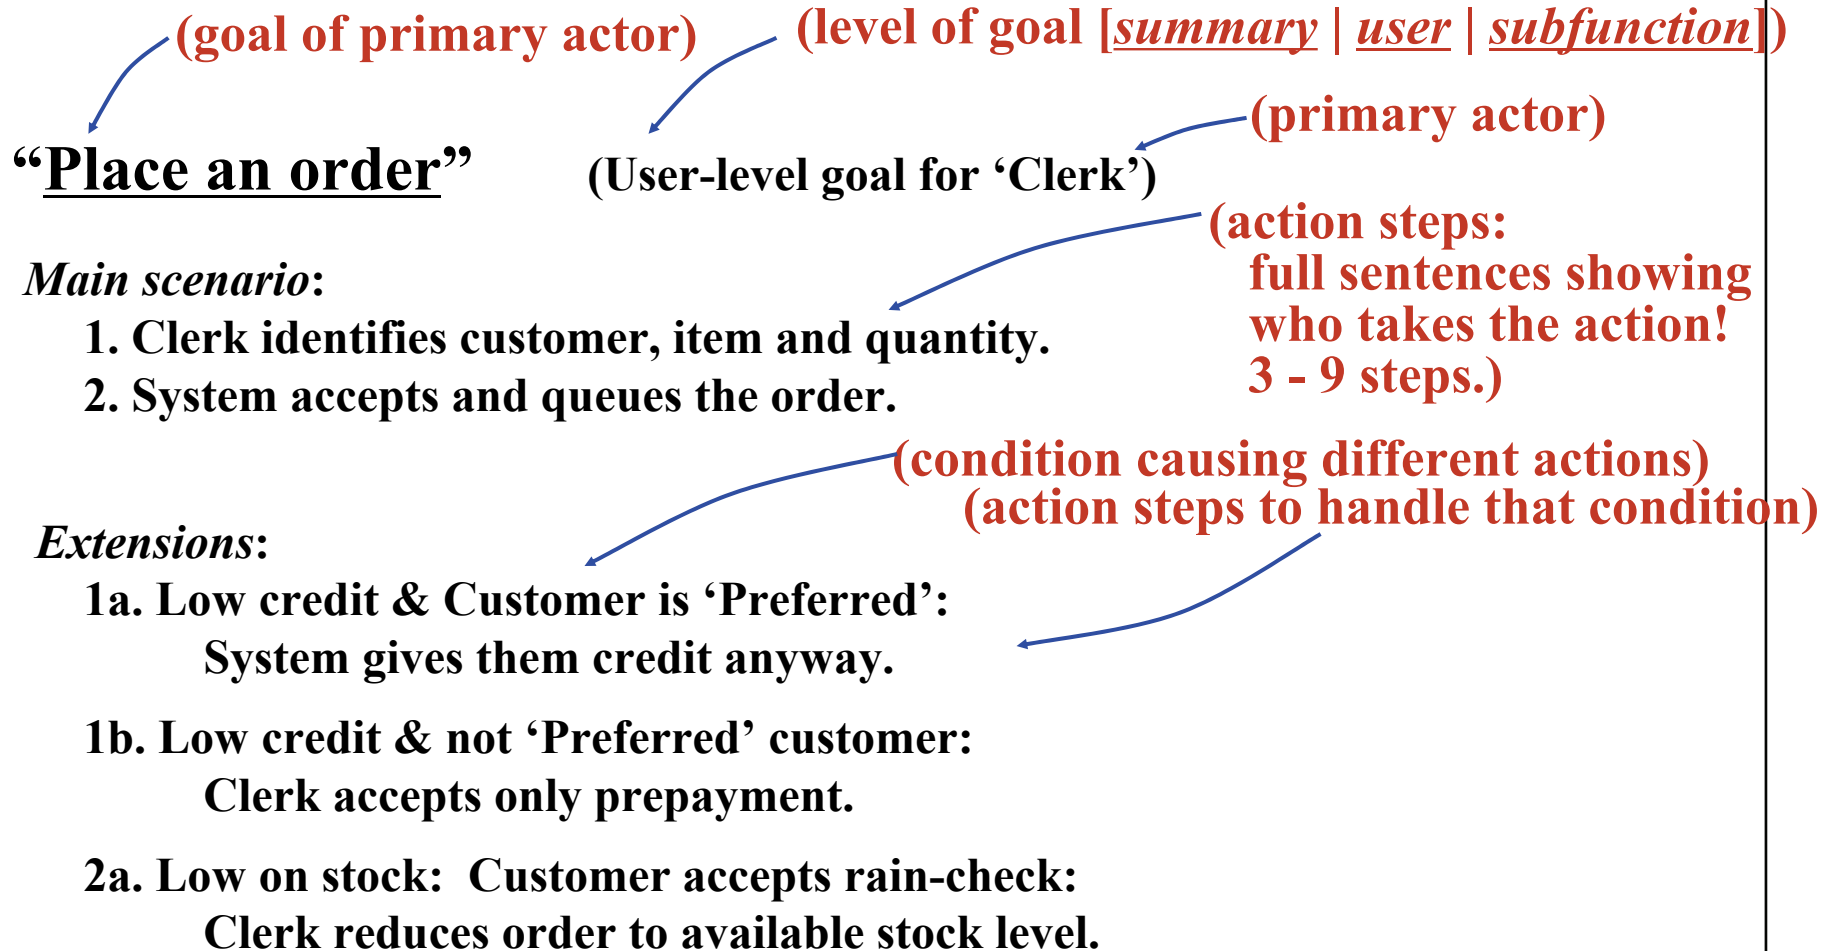 (goal of primary actor) (level of goal [summary | user | subfunction])
(primary actor)
“Place an order” (User-level goal for ‘Clerk’)
(action steps:
full sentences showing
who takes the action!
3 - 9 steps.)
Main scenario:
1. Clerk identifies customer, item and quantity.
2. System accepts and queues the order.
(condition causing different actions)
(action steps to handle that condition)
Extensions:
1a. Low credit & Customer is ‘Preferred’:
System gives them credit anyway.
1b. Low credit & not ‘Preferred’ customer:
Clerk accepts only prepayment.
2a. Low on stock:  Customer accepts rain-check:
Clerk reduces order to available stock level.